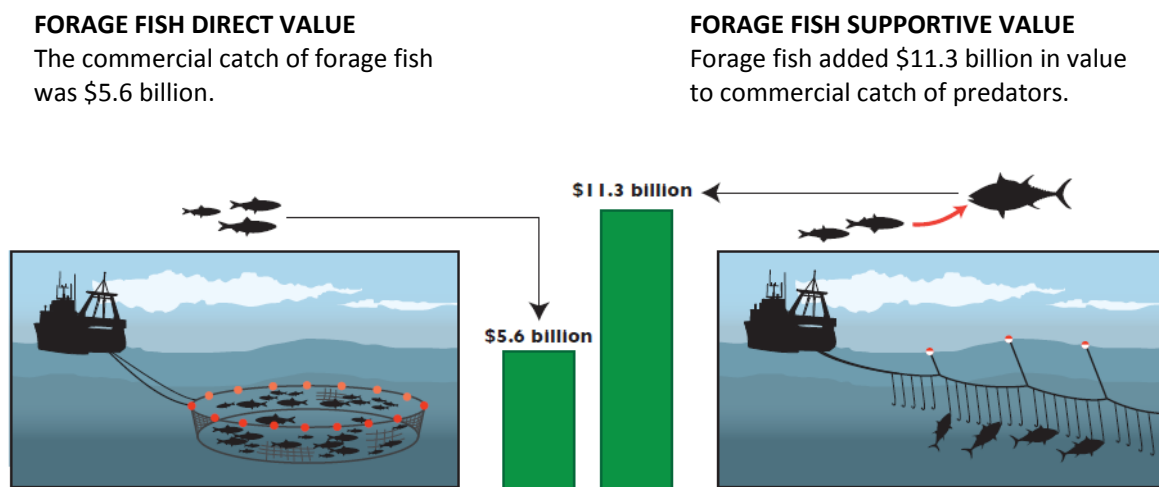 FORAGE FISH DIRECT VALUE
The commercial catch of forage fish
was $5.6 billion.
FORAGE FISH SUPPORTIVE VALUE
Forage fish added $11.3 billion in value
to commercial catch of predators.
$11.3 billion
$5.6 billion